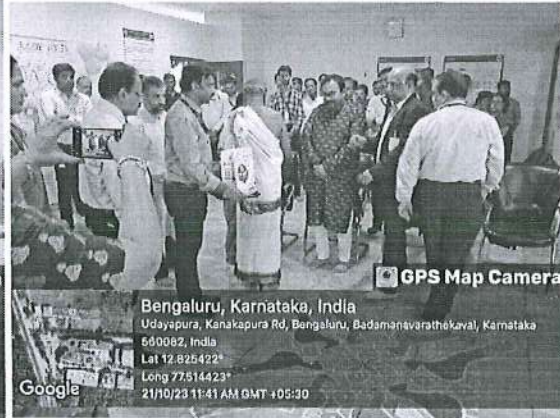 GPS Map Camera
Bengaluru, Karnataka, India
Udayapura, Kanakapura Rd, Bengaluru, Badamanavarathekaval, Karnataka
560082, India
Lat 12.825422°
Long 77.514423°
21/10/23 11:41 AM GMT +05:30
Google